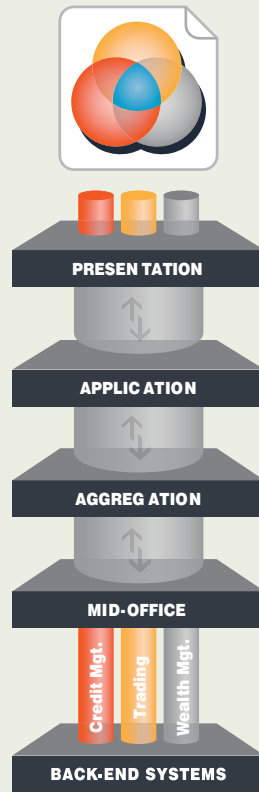 PRESEN TATION
APPLIC ATION
AGGREG ATION
MID-OFFICE
Credit Mgt.
Trading
Wealth Mgt.
BACK-END SYSTEMS